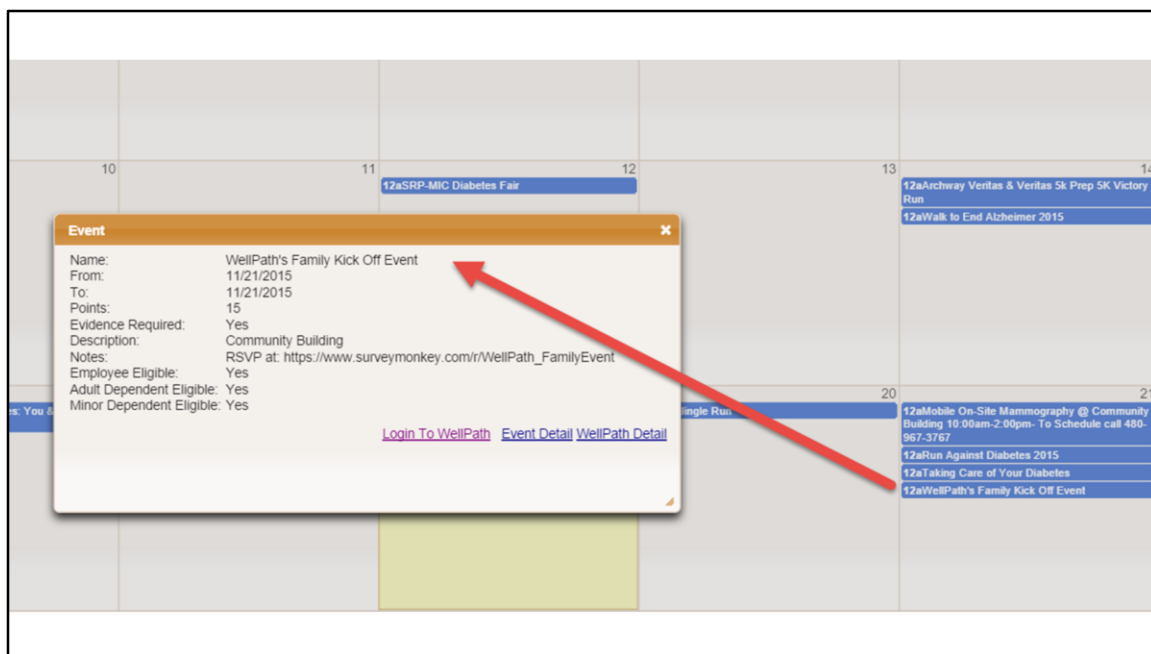 10
11
12
13
14
12aSRP-MIC Diabetes Fair
12aArchway Veritas & Veritas 5k Prep 5K Victory
Run
12aWalk to End Alzheimer 2015
Event
Name: WellPath's Family Kick Off Event
From: 11/21/2015
To: 11/21/2015
Points: 15
Evidence Required: Yes
Description: Community Building
Notes: RSVP at: https://www.surveymonkey.com/r/WellPath_FamilyEvent
Employee Eligible: Yes
Adult Dependent Eligible: Yes
Minor Dependent Eligible: Yes
Login To WellPath Event Detail WellPath Detail
20
21
es: You &
ingle Run
12aMobile On-Site Mammography @ Community
Building 10:00am-2:00pm- To Schedule call 480-
967-3767
12aRun Against Diabetes 2015
12aTaking Care of Your Diabetes
12aWellPath's Family Kick Off Event